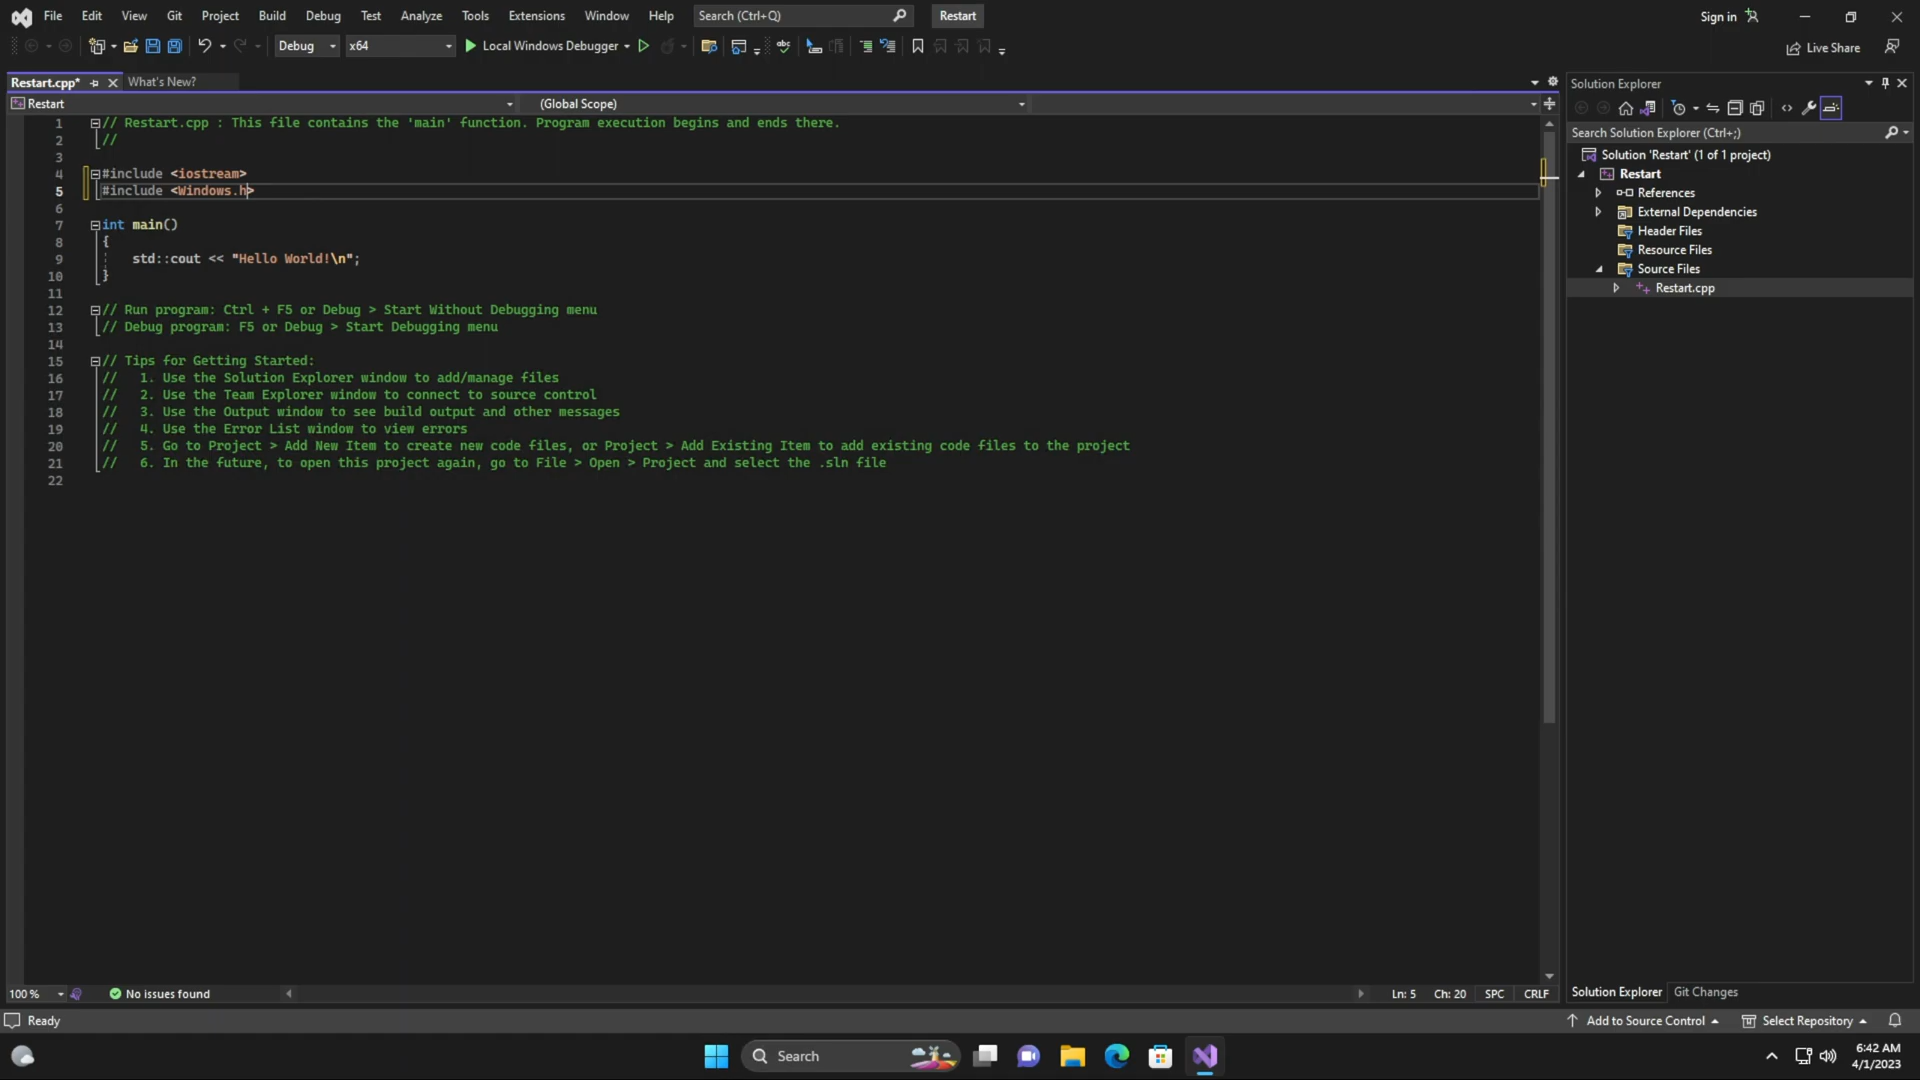 File Edit View Git Project Build Debug Test Analyze Tools Extensions Window Help Search (Ctrl+Q) Restart Sign in
Debug x64 Local Windows Debugger Live Share
Restart.cpp* What's New?
Restart (Global Scope)
1 // Restart.cpp : This file contains the 'main' function. Program execution begins and ends there.
2 //
3
4 #include <iostream>
5 #include <Windows.h>
6
7 int main()
8 {
9 std::cout << "Hello World!\n";
10 }
11
12 // Run program: Ctrl + F5 or Debug > Start Without Debugging menu
13 // Debug program: F5 or Debug > Start Debugging menu
14
15 // Tips for Getting Started:
16 // 1. Use the Solution Explorer window to add/manage files
17 // 2. Use the Team Explorer window to connect to source control
18 // 3. Use the Output window to see build output and other messages
19 // 4. Use the Error List window to view errors
20 // 5. Go to Project > Add New Item to create new code files, or Project > Add Existing Item to add existing code files to the project
21 // 6. In the future, to open this project again, go to File > Open > Project and select the .sln file
22
100 % No issues found Ln: 5 Ch: 20 SPC CRLF
Solution Explorer
Search Solution Explorer (Ctrl+;)
Solution 'Restart' (1 of 1 project)
Restart
References
External Dependencies
Header Files
Resource Files
Source Files
Restart.cpp
Solution Explorer Git Changes
Ready Add to Source Control Select Repository
Search
6:42 AM
4/1/2023